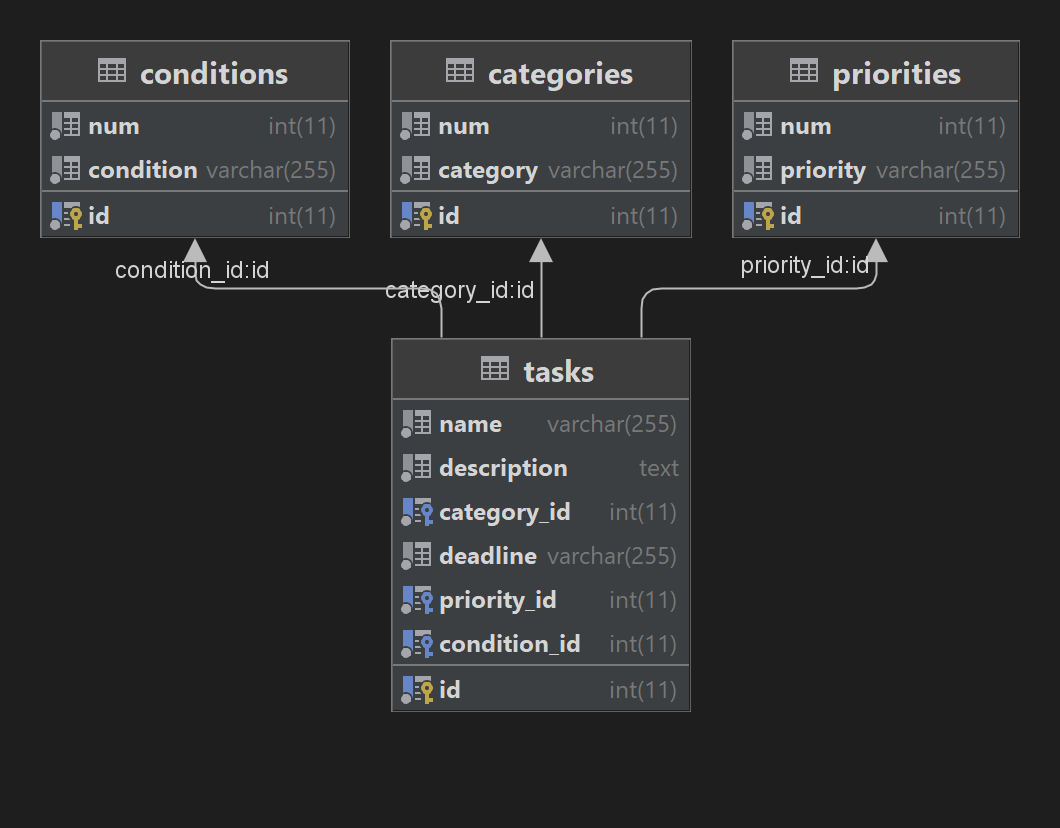 conditions
num int(11)
condition varchar(255)
id int(11)
categories
num int(11)
category varchar(255)
id int(11)
priorities
num int(11)
priority varchar(255)
id int(11)
condition_id:id
category_id:id
priority_id:id
tasks
name varchar(255)
description text
category_id int(11)
deadline varchar(255)
priority_id int(11)
condition_id int(11)
id int(11)